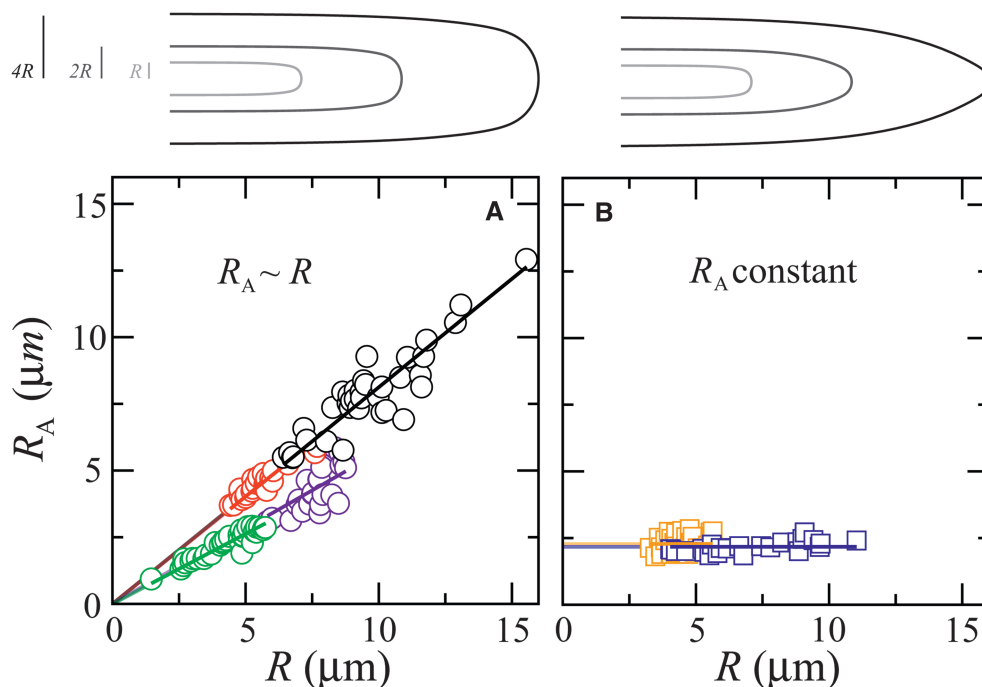 4R 2R R
A
B
R_A ~ R
R_A constant
15
10
5
0
R_A (μm)
0 5 10 15
R (μm)
0 5 10 15
R (μm)